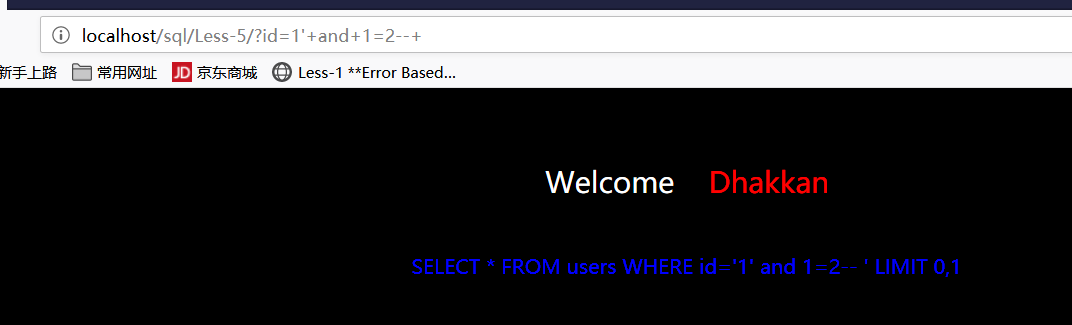 localhost/sql/Less-5/?id=1'+and+1=2--+
新手上路 常用网址 JD 京东商城 Less-1 **Error Based...
Welcome Dhakkan
SELECT * FROM users WHERE id='1' and 1=2-- ' LIMIT 0,1